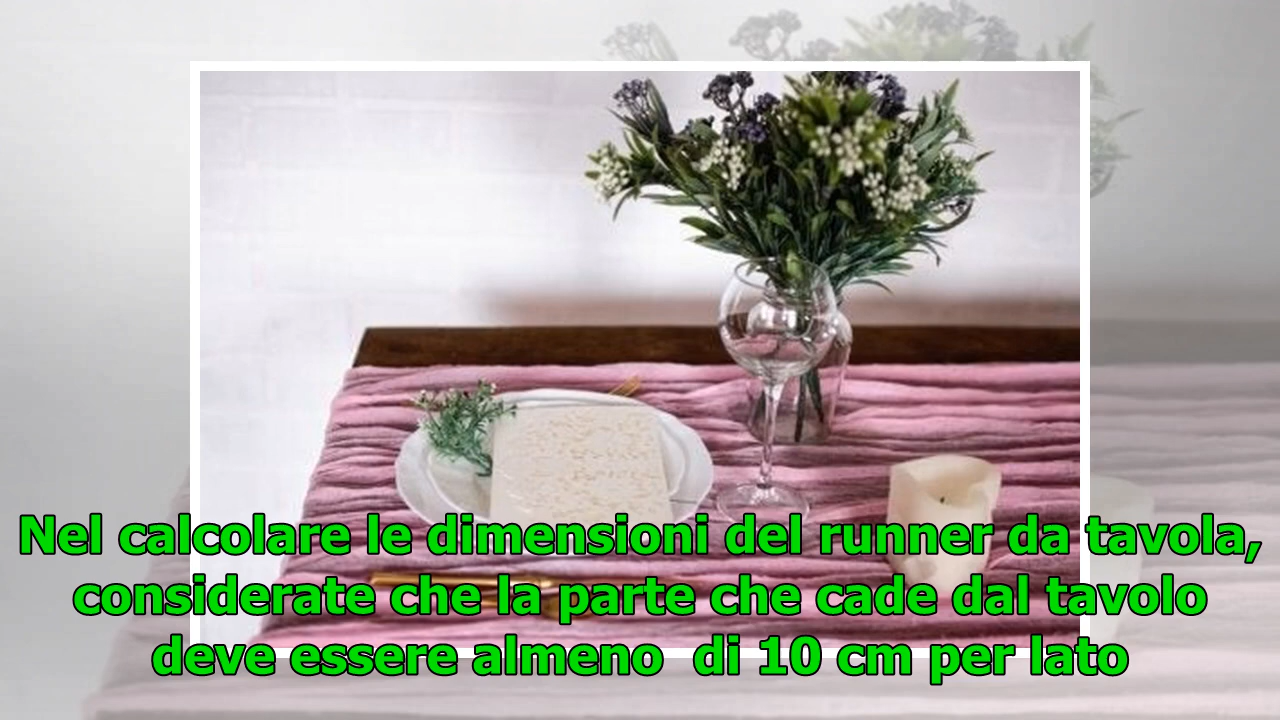 Nel calcolare le dimensioni del runner da tavola,
considerate che la parte che cade dal tavolo
deve essere almeno  di 10 cm per lato